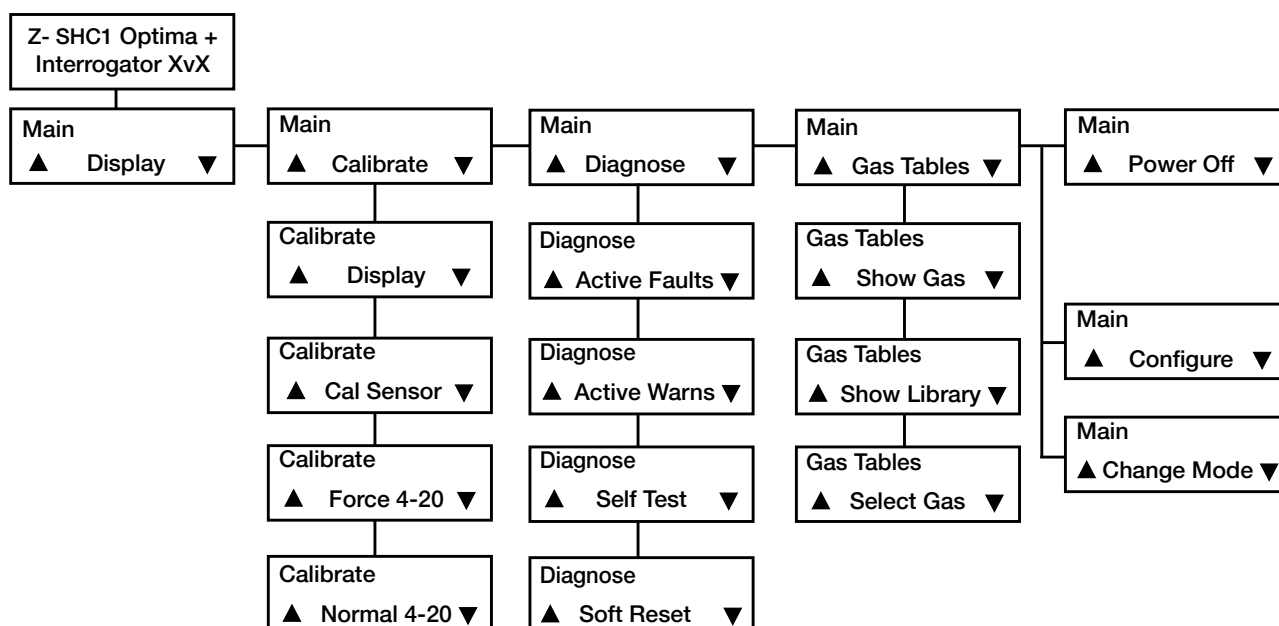 Z- SHC1 Optima +
Interrogator XvX
Main
▲ Display ▼
Main
▲ Calibrate ▼
Calibrate
▲ Display ▼
Calibrate
▲ Cal Sensor ▼
Calibrate
▲ Force 4-20 ▼
Calibrate
▲ Normal 4-20 ▼
Main
▲ Diagnose ▼
Diagnose
▲ Active Faults ▼
Diagnose
▲ Active Warns ▼
Diagnose
▲ Self Test ▼
Diagnose
▲ Soft Reset ▼
Main
▲ Gas Tables ▼
Gas Tables
▲ Show Gas ▼
Gas Tables
▲ Show Library ▼
Gas Tables
▲ Select Gas ▼
Main
▲ Power Off ▼
Main
▲ Configure ▼
Main
▲ Change Mode ▼